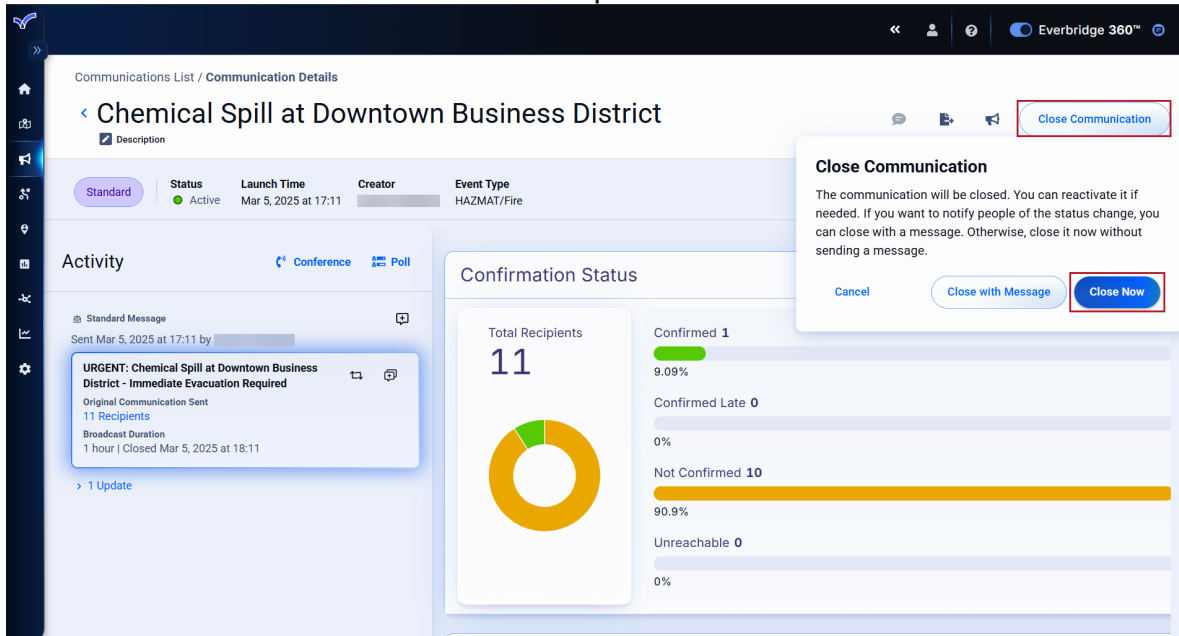 Everbridge 360™
Communications List / Communication Details
Chemical Spill at Downtown Business District
Description
Close Communication
Standard
Status
Active
Launch Time
Mar 5, 2025 at 17:11
Creator
Event Type
HAZMAT/Fire
Close Communication
The communication will be closed. You can reactivate it if
needed. If you want to notify people of the status change, you
can close with a message. Otherwise, close it now without
sending a message.
Cancel
Close with Message
Close Now
Activity
Conference
Poll
Standard Message
Sent Mar 5, 2025 at 17:11 by
URGENT: Chemical Spill at Downtown Business
District - Immediate Evacuation Required
Original Communication Sent
11 Recipients
Broadcast Duration
1 hour | Closed Mar 5, 2025 at 18:11
1 Update
Confirmation Status
Total Recipients
11
Confirmed 1
9.09%
Confirmed Late 0
0%
Not Confirmed 10
90.9%
Unreachable 0
0%